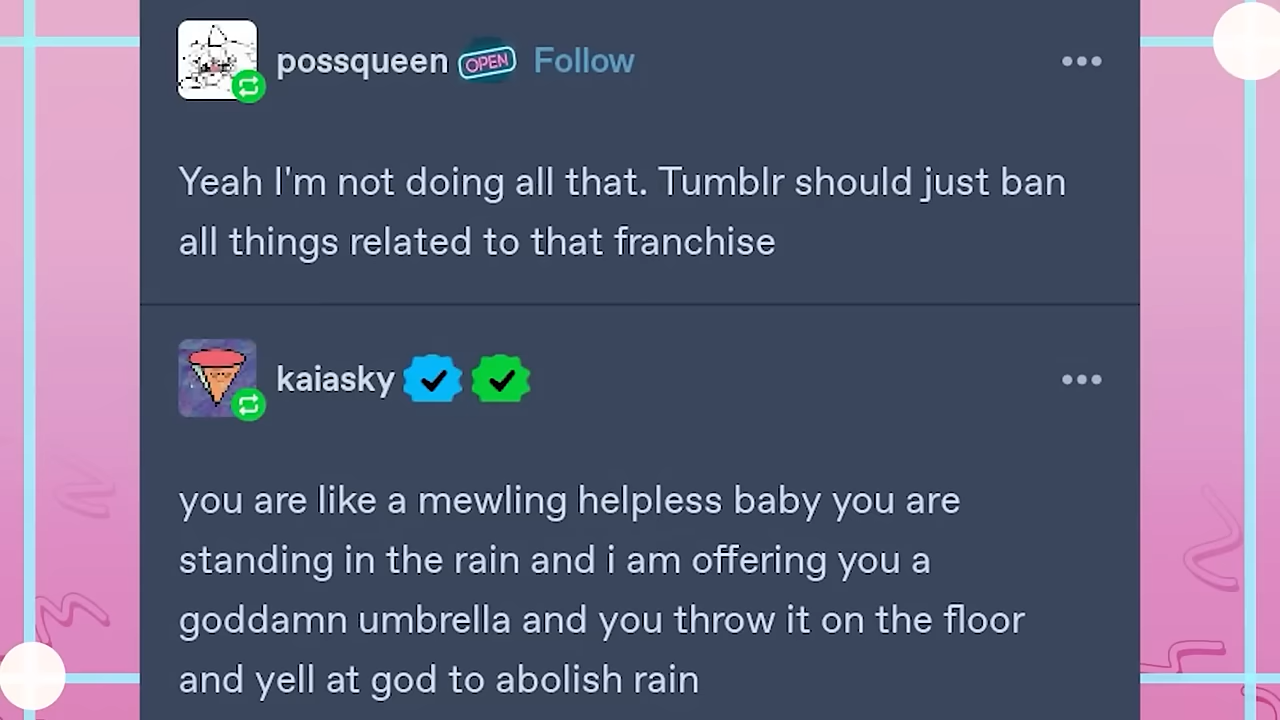 possqueen OPEN Follow
Yeah I'm not doing all that. Tumblr should just ban
all things related to that franchise
kaiasky
you are like a mewling helpless baby you are
standing in the rain and i am offering you a
goddamn umbrella and you throw it on the floor
and yell at god to abolish rain